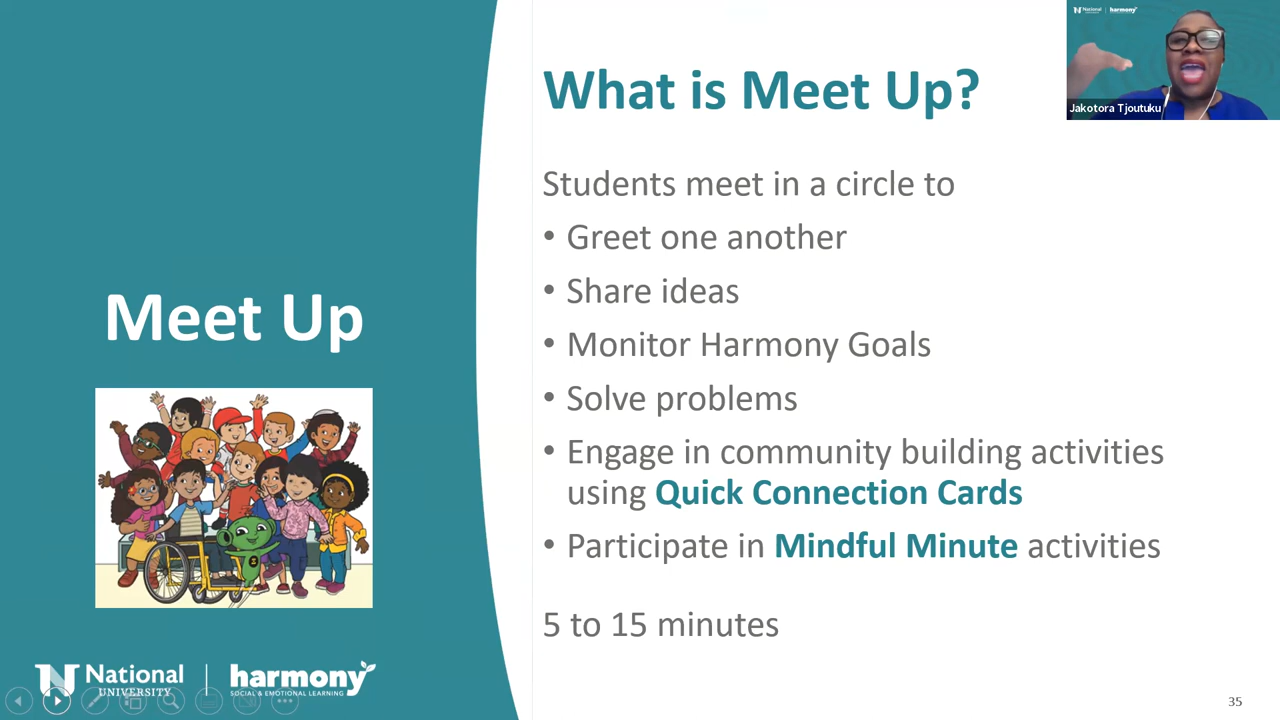 National
harmony
Jakotora Tjoutuku
What is Meet Up?
Students meet in a circle to
• Greet one another
• Share ideas
• Monitor Harmony Goals
• Solve problems
• Engage in community building activities
using Quick Connection Cards
• Participate in Mindful Minute activities
5 to 15 minutes
Meet Up
National
UNIVERSITY
harmony
SOCIAL & EMOTIONAL LEARNING
35